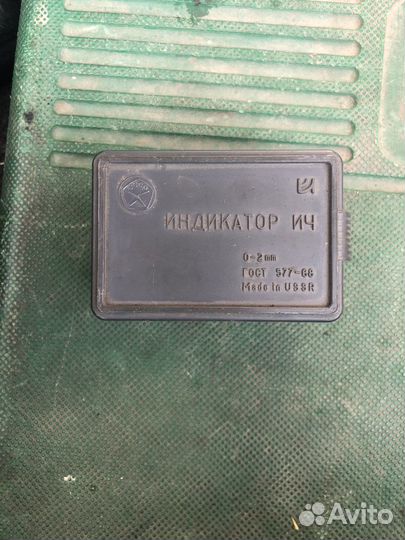 ИНДИКАТОР ИЧ
0-2mm
ГОСТ 577-68
Made in USSR
Avito